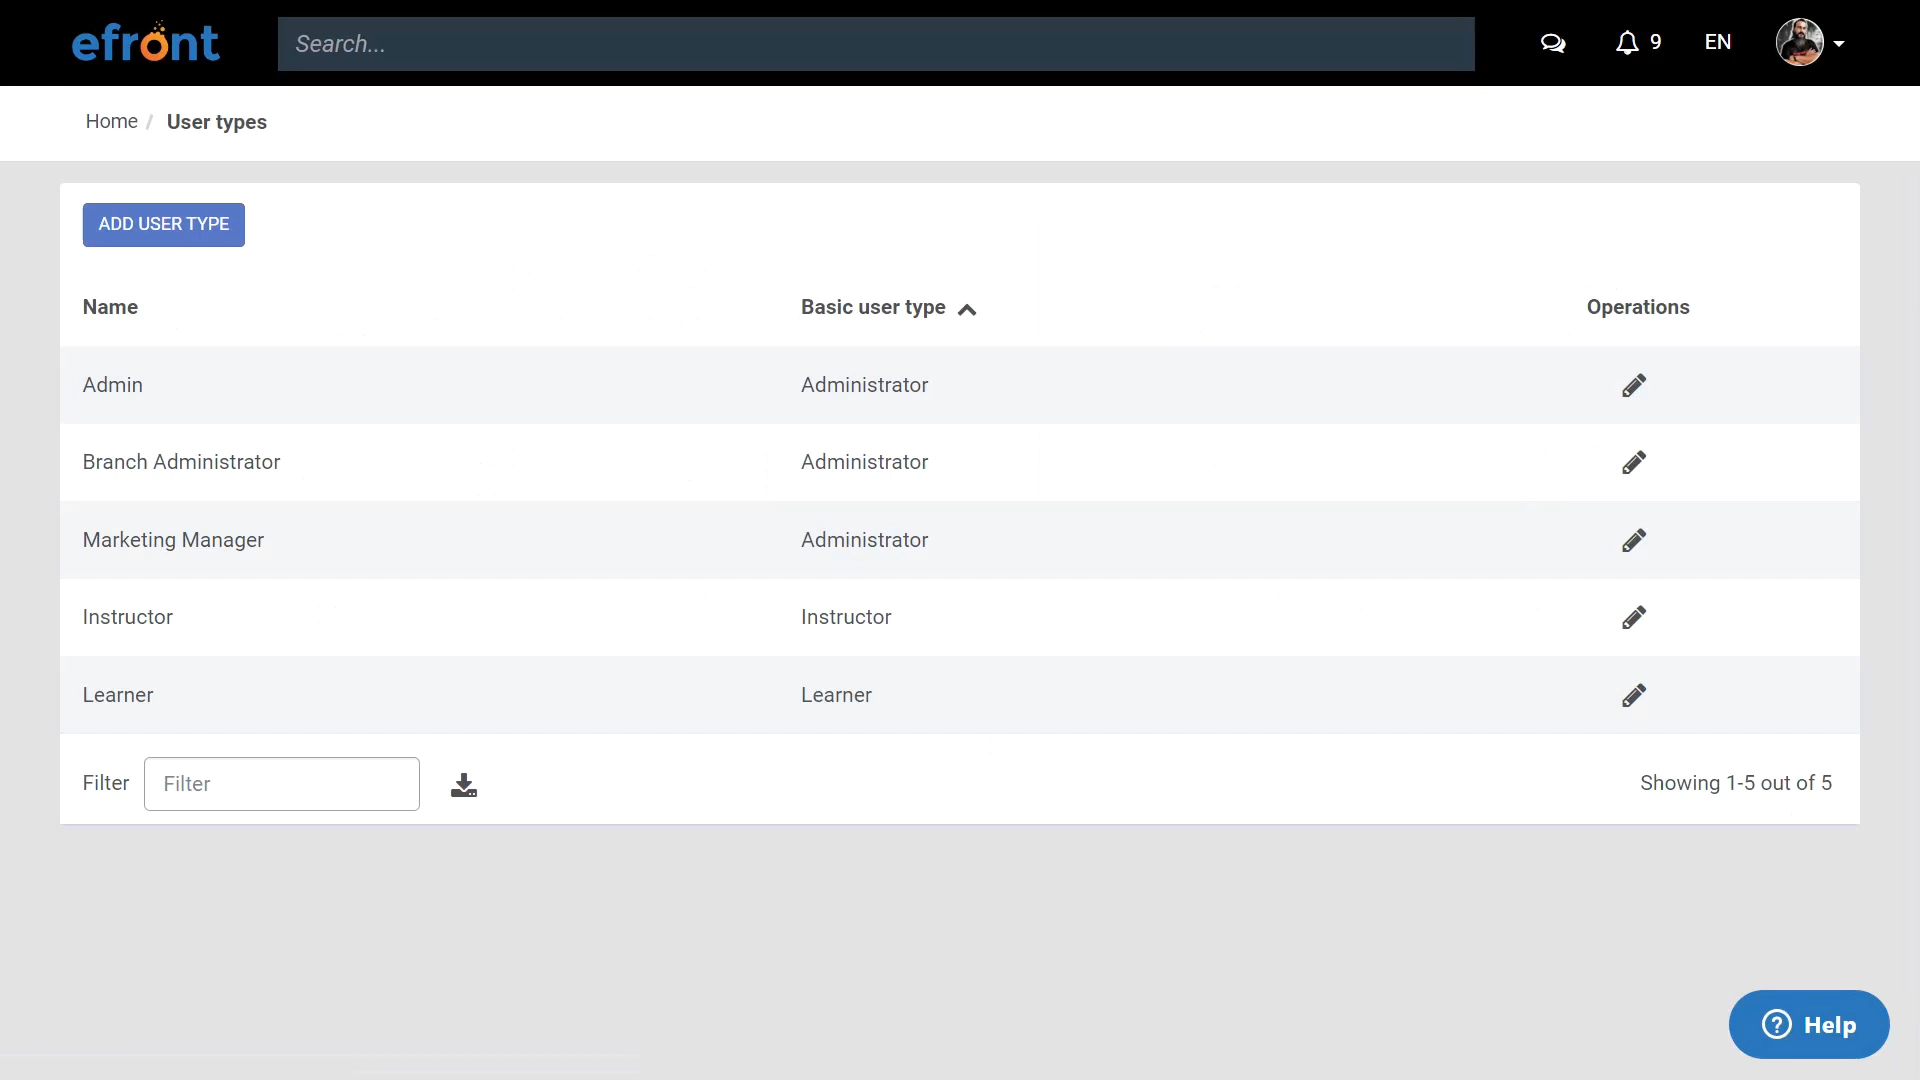 efront
Search...
9
EN
Home / User types
ADD USER TYPE
Name Basic user type Operations
Admin Administrator
Branch Administrator Administrator
Marketing Manager Administrator
Instructor Instructor
Learner Learner
Filter Filter Showing 1-5 out of 5
? Help